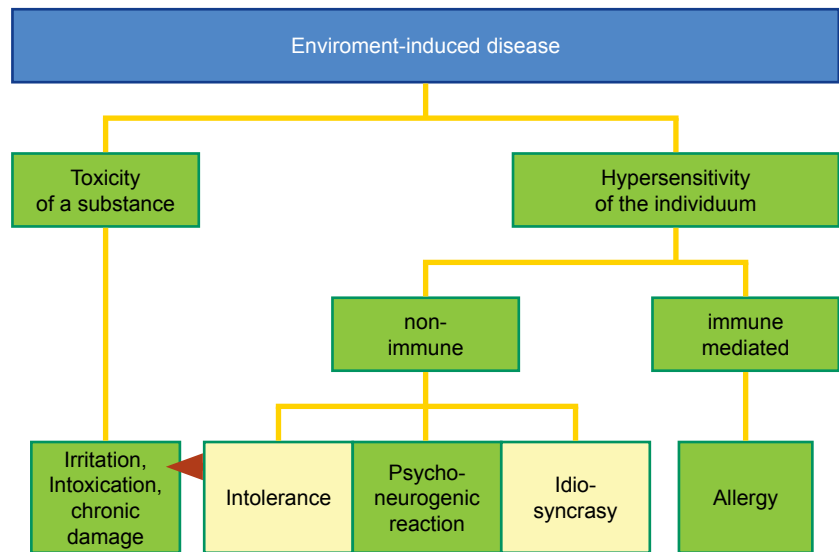 Enviroment-induced disease
Toxicity
of a substance
Hypersensitivity
of the individuum
non-
immune
immune
mediated
Irritation,
Intoxication,
chronic
damage
Intolerance
Psycho-
neurogenic
reaction
Idio-
syncrasy
Allergy